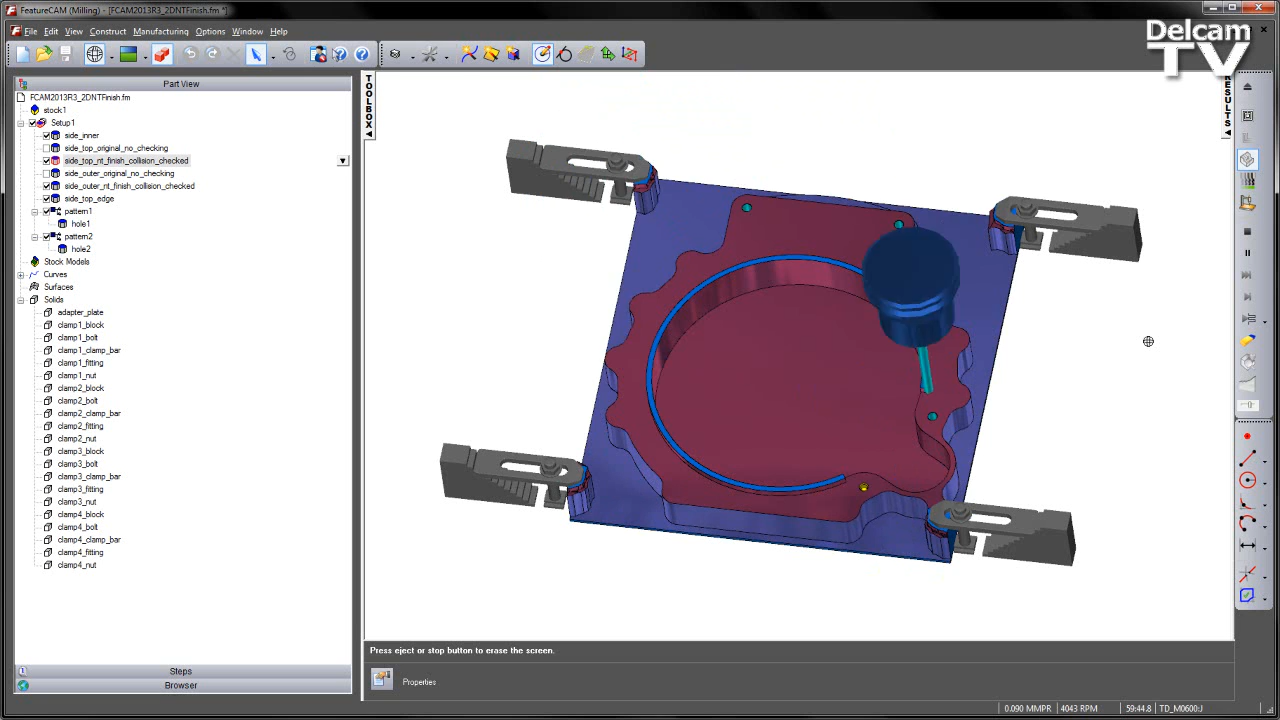 FeatureCAM (Milling) - [FCAM2013R3_2DNTFinish.fm *]
File Edit View Construct Manufacturing Options Window Help
Delcam
TV
Part View
FCAM2013R3_2DNTFinish.fm
stock1
Setup1
side_inner
side_top_original_no_checking
side_top_nt_finish_collision_checked
side_outer_original_no_checking
side_outer_nt_finish_collision_checked
side_top_edge
pattern1
hole1
pattern2
hole2
Stock Models
Curves
Surfaces
Solids
adapter_plate
clamp1_block
clamp1_bolt
clamp1_clamp_bar
clamp1_fitting
clamp1_nut
clamp2_block
clamp2_bolt
clamp2_clamp_bar
clamp2_fitting
clamp2_nut
clamp3_block
clamp3_bolt
clamp3_clamp_bar
clamp3_fitting
clamp3_nut
clamp4_block
clamp4_bolt
clamp4_clamp_bar
clamp4_fitting
clamp4_nut
Steps
Browser
TOOLBOX
RESULTS
Press eject or stop button to erase the screen.
Properties
0.090 MMPR 4043 RPM 59:44.8 TD_M0600:J